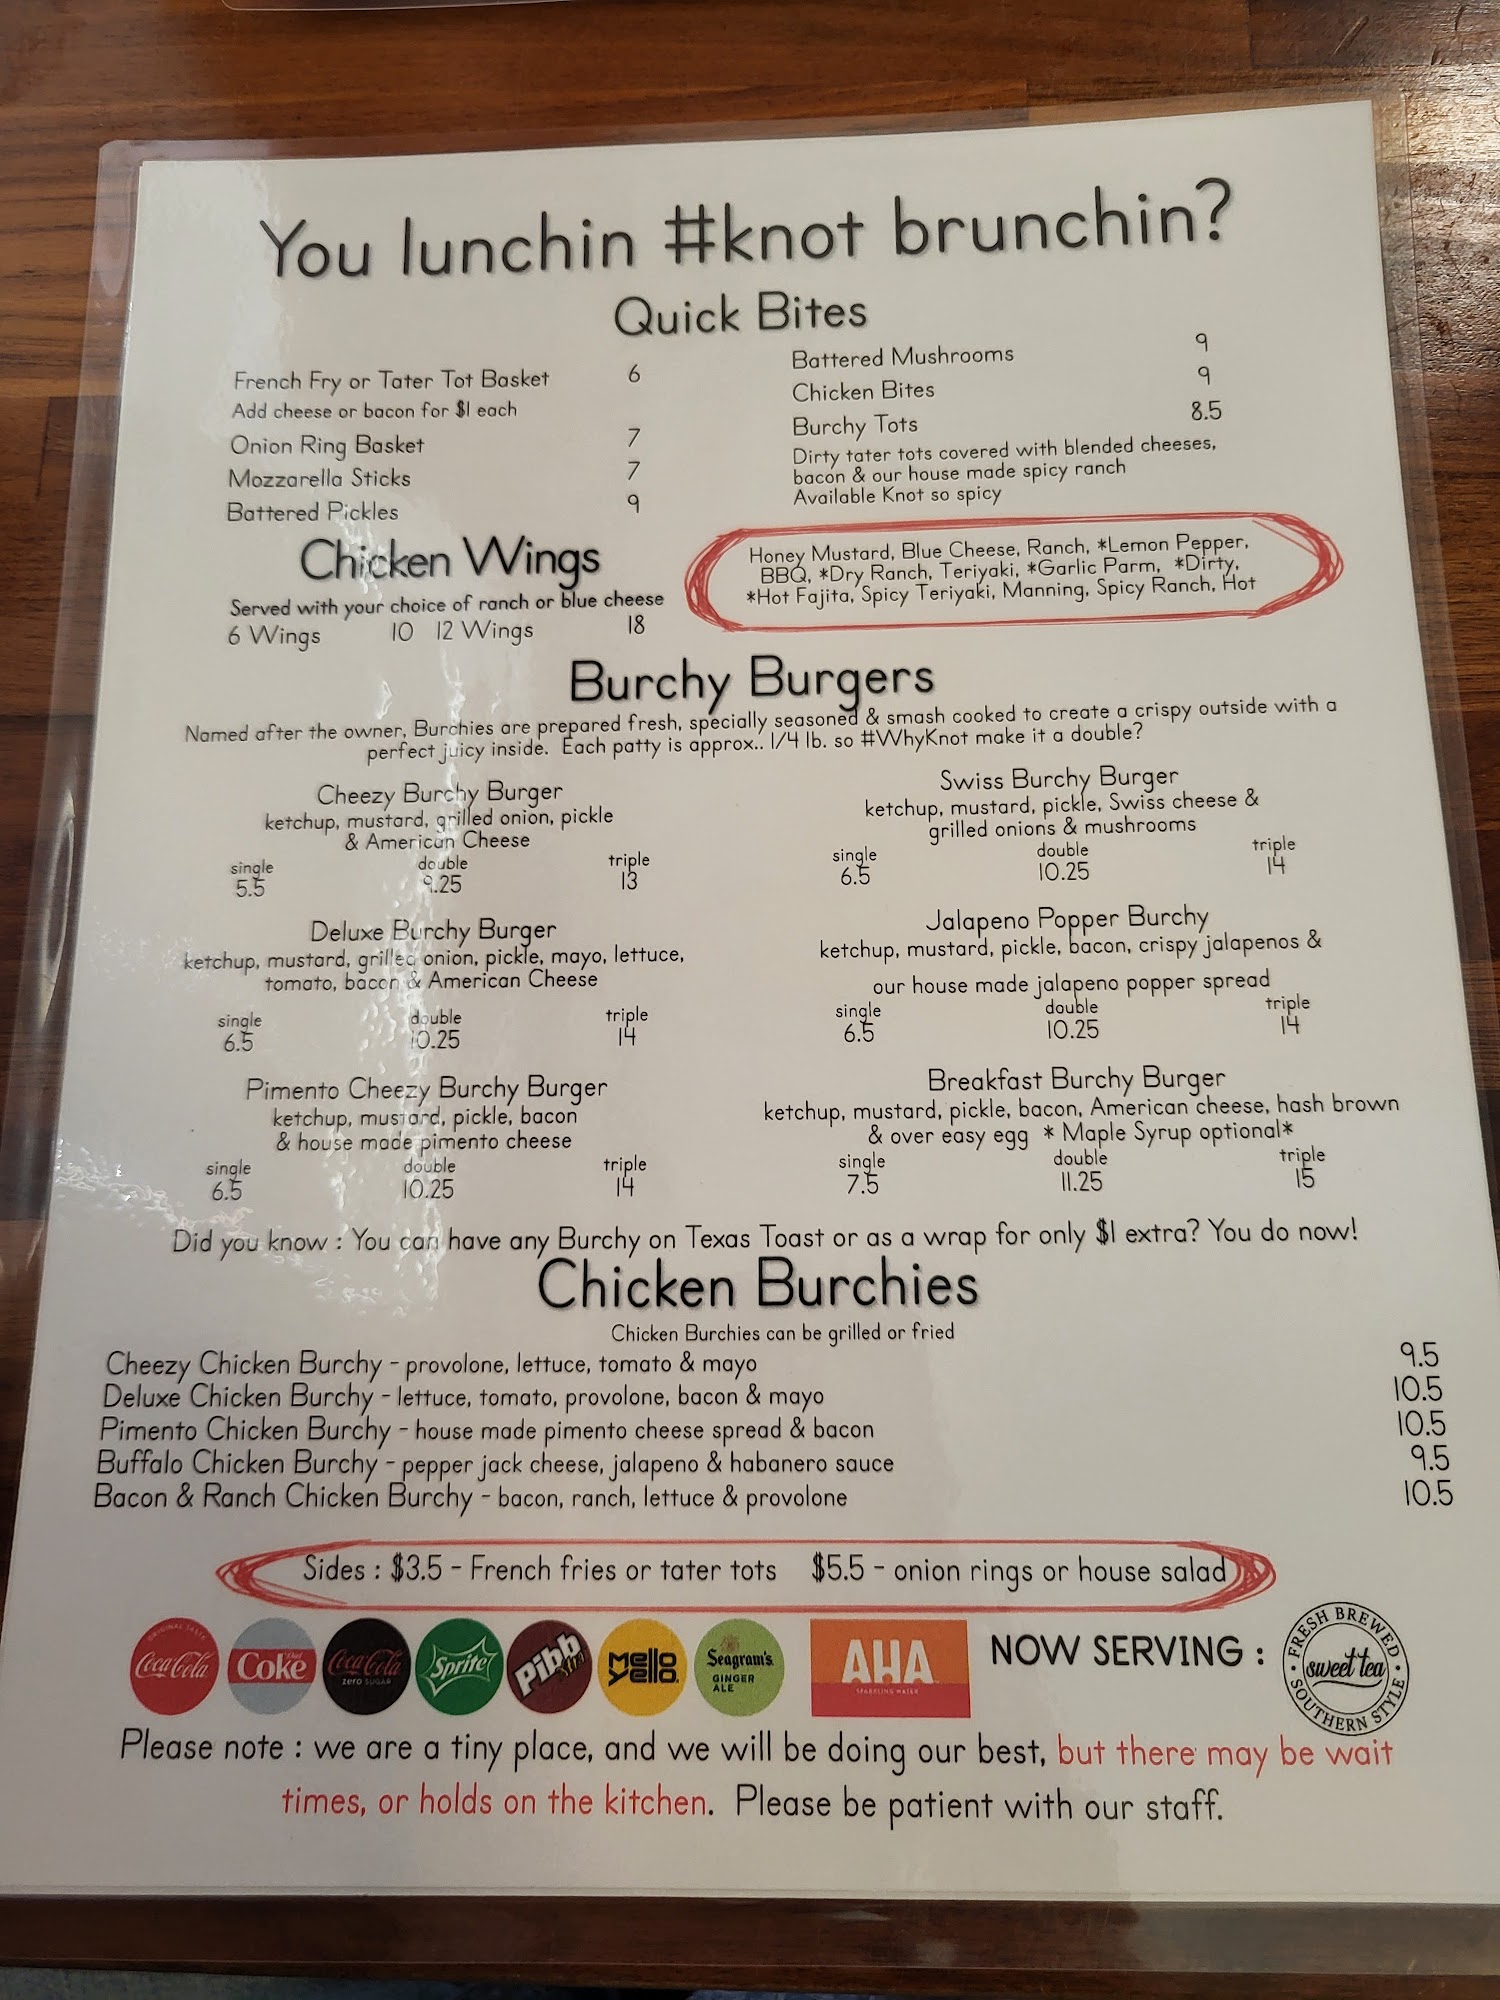 You lunchin #knot brunchin?
Quick Bites
French Fry or Tater Tot Basket 6
Add cheese or bacon for $1 each
Onion Ring Basket 7
Mozzarella Sticks 7
Battered Pickles 9
Battered Mushrooms 9
Chicken Bites 9
Burchy Tots 8.5
Dirty tater tots covered with blended cheeses,
bacon & our house made spicy ranch
Available Knot so spicy
Chicken Wings
Served with your choice of ranch or blue cheese
6 Wings 10 12 Wings 18
Honey Mustard, Blue Cheese, Ranch, *Lemon Pepper,
BBQ, *Dry Ranch, Teriyaki, *Garlic Parm, *Dirty,
*Hot Fajita, Spicy Teriyaki, Manning, Spicy Ranch, Hot
Burchy Burgers
Named after the owner, Burchies are prepared fresh, specially seasoned & smash cooked to create a crispy outside with a
perfect juicy inside. Each patty is approx.. 1/4 lb. so #WhyKnot make it a double?
Cheezy Burchy Burger
ketchup, mustard, grilled onion, pickle
& American Cheese
single double triple
5.5 9.25 13
Swiss Burchy Burger
ketchup, mustard, pickle, Swiss cheese &
grilled onions & mushrooms
single double triple
6.5 10.25 14
Deluxe Burchy Burger
ketchup, mustard, grilled onion, pickle, mayo, lettuce,
tomato, bacon & American Cheese
single double triple
6.5 10.25 14
Jalapeno Popper Burchy
ketchup, mustard, pickle, bacon, crispy jalapenos &
our house made jalapeno popper spread
single double triple
6.5 10.25 14
Pimento Cheezy Burchy Burger
ketchup, mustard, pickle, bacon
& house made pimento cheese
single double triple
6.5 10.25 14
Breakfast Burchy Burger
ketchup, mustard, pickle, bacon, American cheese, hash brown
& over easy egg * Maple Syrup optional*
single double triple
7.5 11.25 15
Did you know : You can have any Burchy on Texas Toast or as a wrap for only $1 extra? You do now!
Chicken Burchies
Chicken Burchies can be grilled or fried
Cheezy Chicken Burchy - provolone, lettuce, tomato & mayo 9.5
Deluxe Chicken Burchy - lettuce, tomato, provolone, bacon & mayo 10.5
Pimento Chicken Burchy - house made pimento cheese spread & bacon 10.5
Buffalo Chicken Burchy - pepper jack cheese, jalapeno & habanero sauce 9.5
Bacon & Ranch Chicken Burchy - bacon, ranch, lettuce & provolone 10.5
Sides : $3.5 - French fries or tater tots $5.5 - onion rings or house salad
ORIGINAL TASTE
Coca-Cola
Diet
Coke
Coca-Cola
ZERO SUGAR
Sprite
Pibb
Xtra
Mello
Yello
Seagram's
GINGER
ALE
AHA
SPARKLING WATER
NOW SERVING :
FRESH BREWED
sweet tea
SOUTHERN STYLE
Please note : we are a tiny place, and we will be doing our best, but there may be wait
times, or holds on the kitchen. Please be patient with our staff.